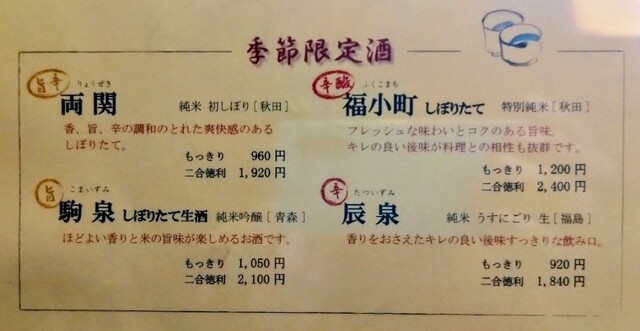 季節限定酒
旨 辛
りょうぜき
両関 純米 初しぼり [秋田]
香、旨、辛の調和のとれた爽快感のある
しぼりたて。
もっきり 960円
二合徳利 1,920円
辛 酸
ふくこまち
福小町 しぼりたて 特別純米 [秋田]
フレッシュな味わいとコクのある旨味。
キレの良い後味が料理との相性も抜群です。
もっきり 1,200円
二合徳利 2,400円
旨
こまいずみ
駒泉 しぼりたて生酒 純米吟醸 [青森]
ほどよい香りと米の旨味が楽しめるお酒です。
もっきり 1,050円
二合徳利 2,100円
辛
たついずみ
辰泉 純米 うすにごり 生 [福島]
香りをおさえたキレの良い後味すっきりな飲み口。
もっきり 920円
二合徳利 1,840円